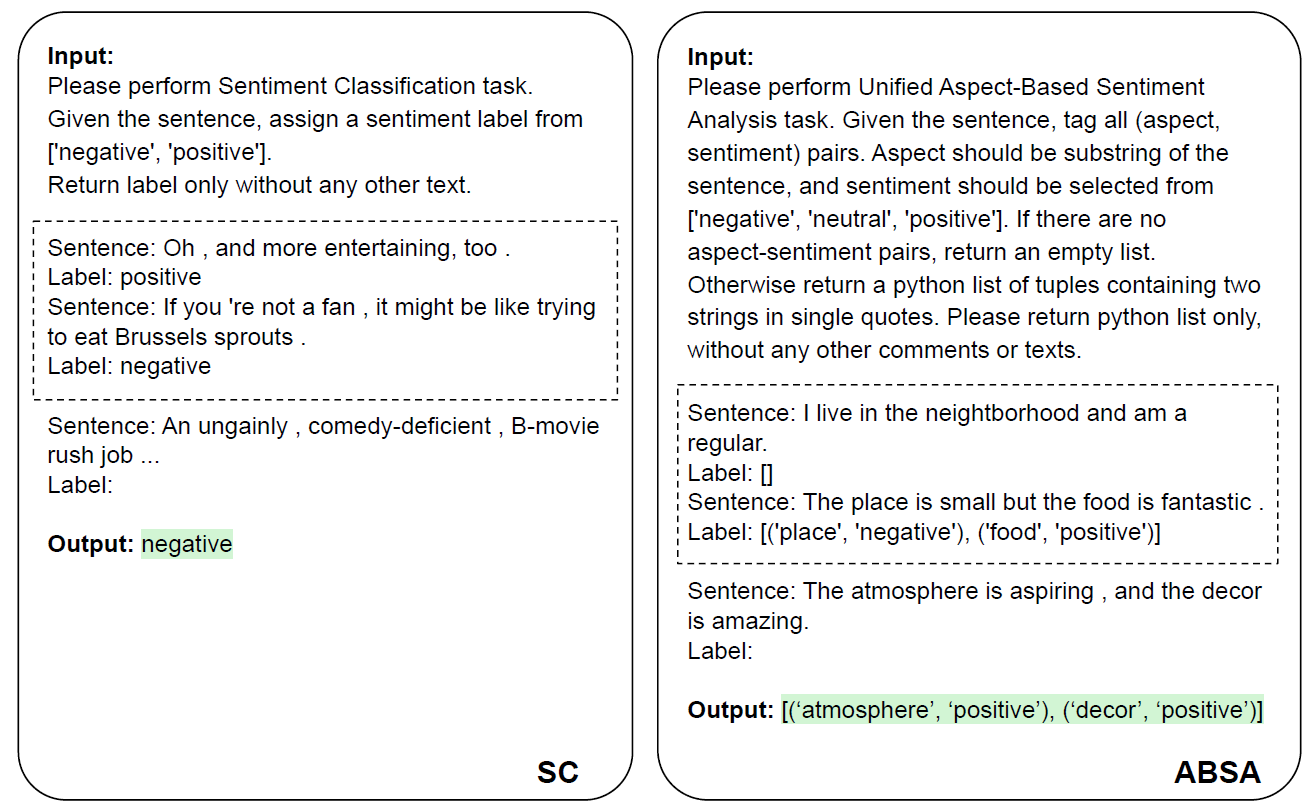 Input:
Please perform Sentiment Classification task.
Given the sentence, assign a sentiment label from
['negative', 'positive'].
Return label only without any other text.
Sentence: Oh , and more entertaining, too .
Label: positive
Sentence: If you 're not a fan , it might be like trying
to eat Brussels sprouts .
Label: negative
Sentence: An ungainly , comedy-deficient , B-movie
rush job ...
Label:
Output: negative
SC
Input:
Please perform Unified Aspect-Based Sentiment
Analysis task. Given the sentence, tag all (aspect,
sentiment) pairs. Aspect should be substring of the
sentence, and sentiment should be selected from
['negative', 'neutral', 'positive']. If there are no
aspect-sentiment pairs, return an empty list.
Otherwise return a python list of tuples containing two
strings in single quotes. Please return python list only,
without any other comments or texts.
Sentence: I live in the neightborhood and am a
regular.
Label: []
Sentence: The place is small but the food is fantastic .
Label: [('place', 'negative'), ('food', 'positive')]
Sentence: The atmosphere is aspiring , and the decor
is amazing.
Label:
Output: [(‘atmosphere’, ‘positive’), (‘decor’, ‘positive’)]
ABSA